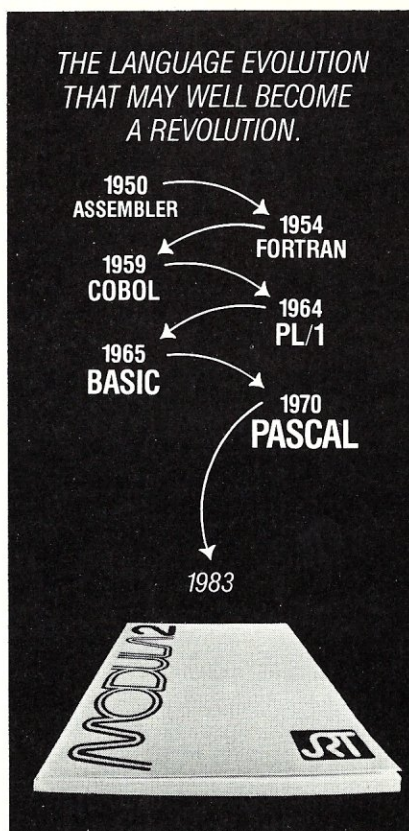 THE LANGUAGE EVOLUTION
THAT MAY WELL BECOME
A REVOLUTION.
1950
ASSEMBLER
1954
FORTRAN
1959
COBOL
1964
PL/1
1965
BASIC
1970
PASCAL
1983
MODULA2
JRT